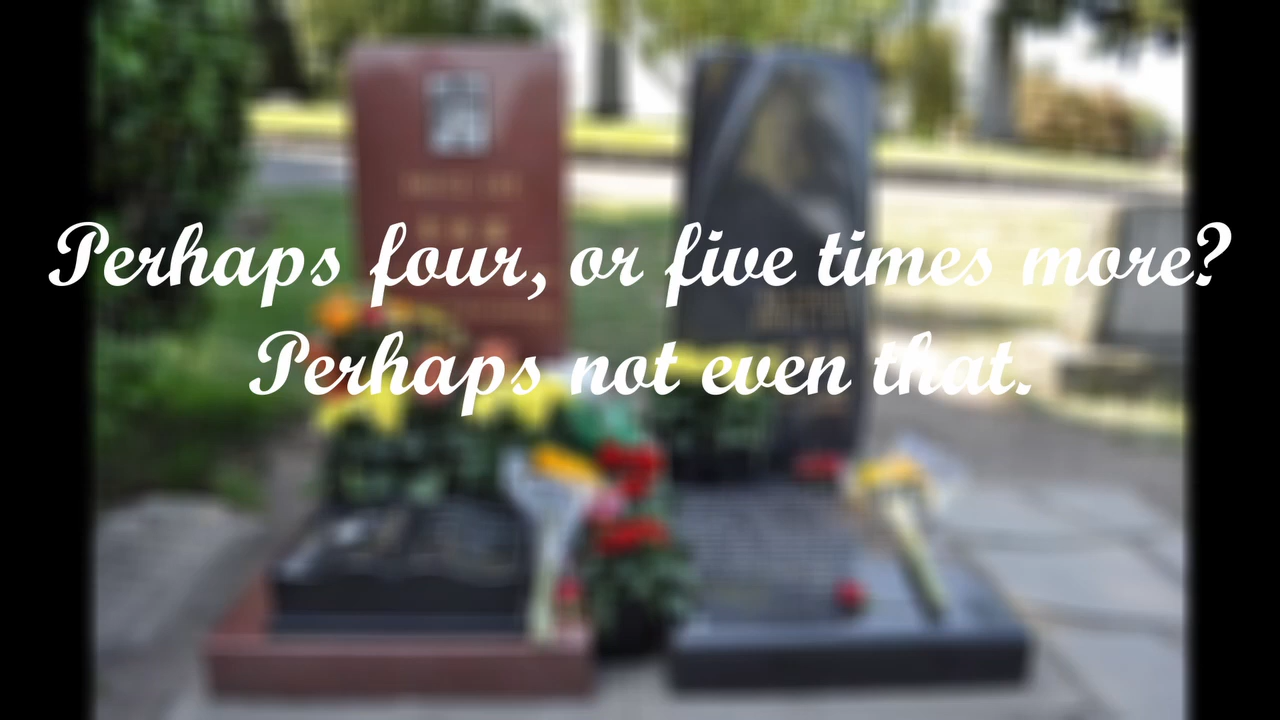 Perhaps four, or five times more?
Perhaps not even that.